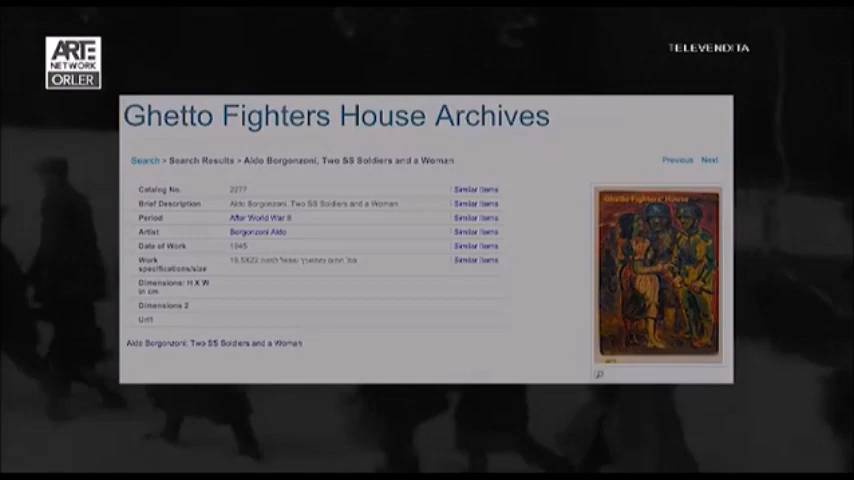 ARTE
NETWORK
ORLER
TELEVENDITA
Ghetto Fighters House Archives
Search > Search Results > Aldo Borgonzoni, Two SS Soldiers and a Woman
Previous Next
Catalog No. 2277 Similar Items
Brief Description Aldo Borgonzoni, Two SS Soldiers and a Woman Similar Items
Period After World War II Similar Items
Artist Borgonzoni Aldo Similar Items
Date of Work 1945 Similar Items
Work 19.5X22 Similar Items
specifications/size
Dimensions: H X W
in cm
Dimensions 2
Unit
Aldo Borgonzoni: Two SS Soldiers and a Woman
Ghetto Fighters' House